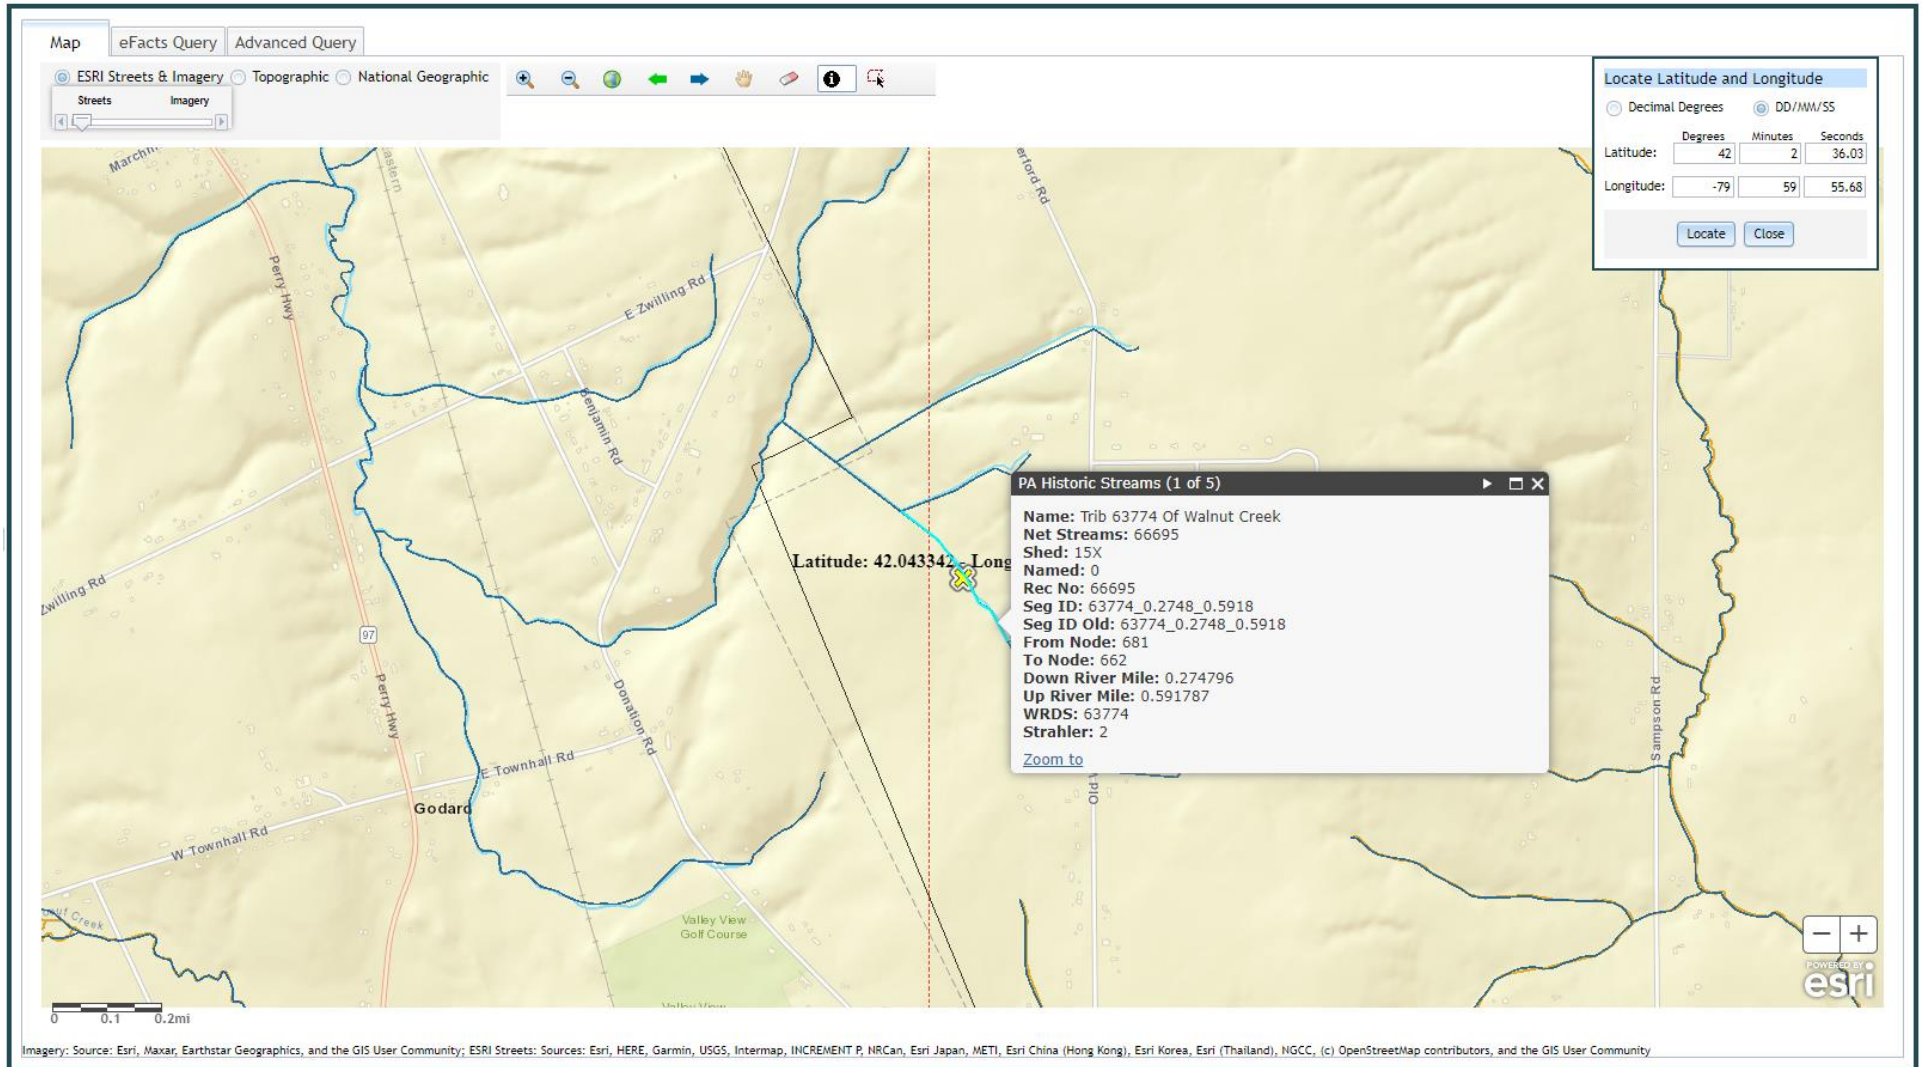 Map
eFacts Query
Advanced Query
ESRI Streets & Imagery
Topographic
National Geographic
Streets
Imagery
Locate Latitude and Longitude
Decimal Degrees
DD/MM/SS
Degrees
Minutes
Seconds
Latitude:
42
2
36.03
Longitude:
-79
59
55.68
Locate
Close
Perry Hwy
E Zwilling Rd
Benjamin Rd
Zwilling Rd
97
Perry Hwy
Donation Rd
E Townhall Rd
Godard
W Townhall Rd
Creek
Valley View
Golf Course
Valley View
Sampson Rd
Old
Latitude: 42.043342 - Long
PA Historic Streams (1 of 5)
Name: Trib 63774 Of Walnut Creek
Net Streams: 66695
Shed: 15X
Named: 0
Rec No: 66695
Seg ID: 63774_0.2748_0.5918
Seg ID Old: 63774_0.2748_0.5918
From Node: 681
To Node: 662
Down River Mile: 0.274796
Up River Mile: 0.591787
WRDS: 63774
Strahler: 2
Zoom to
POWERED BY
esri
0 0.1 0.2mi
Imagery: Source: Esri, Maxar, Earthstar Geographics, and the GIS User Community; ESRI Streets: Sources: Esri, HERE, Garmin, USGS, Intermap, INCREMENT P, NRCan, Esri Japan, METI, Esri China (Hong Kong), Esri Korea, Esri (Thailand), NGCC, (c) OpenStreetMap contributors, and the GIS User Community